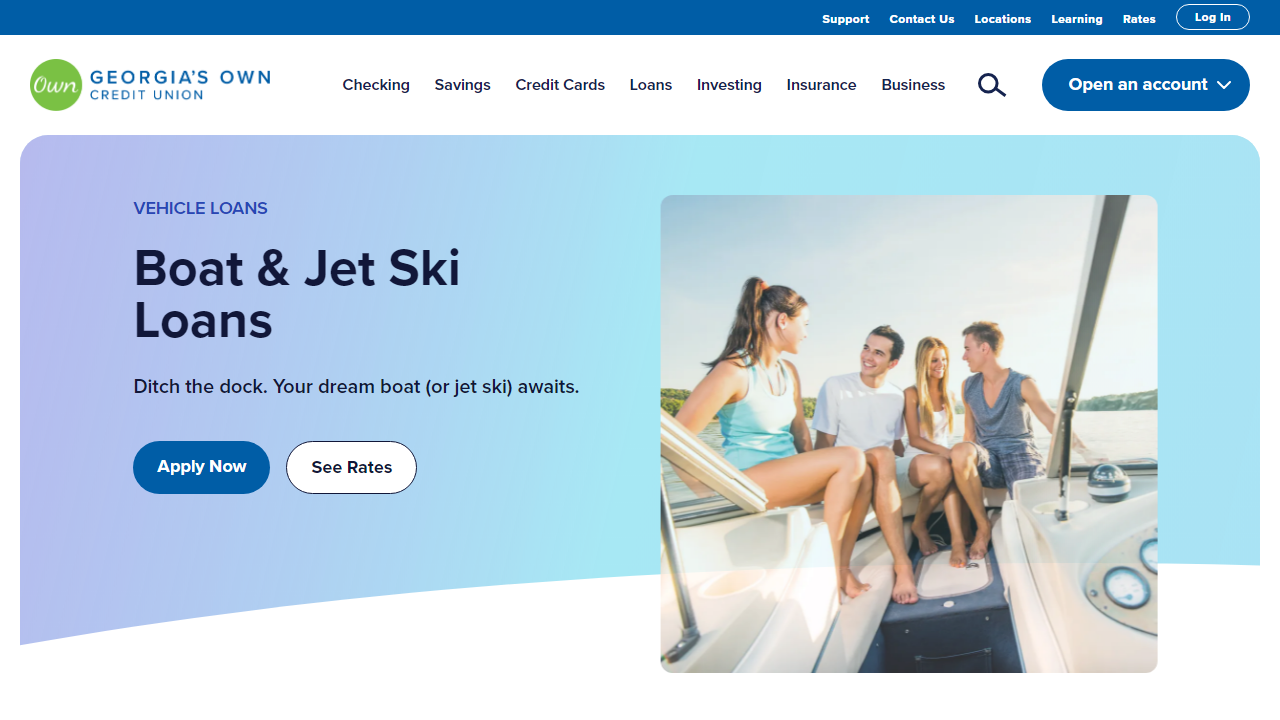 Support Contact Us Locations Learning Rates Log In
Own GEORGIA'S OWN
CREDIT UNION
Checking Savings Credit Cards Loans Investing Insurance Business Open an account
VEHICLE LOANS
Boat & Jet Ski
Loans
Ditch the dock. Your dream boat (or jet ski) awaits.
Apply Now See Rates